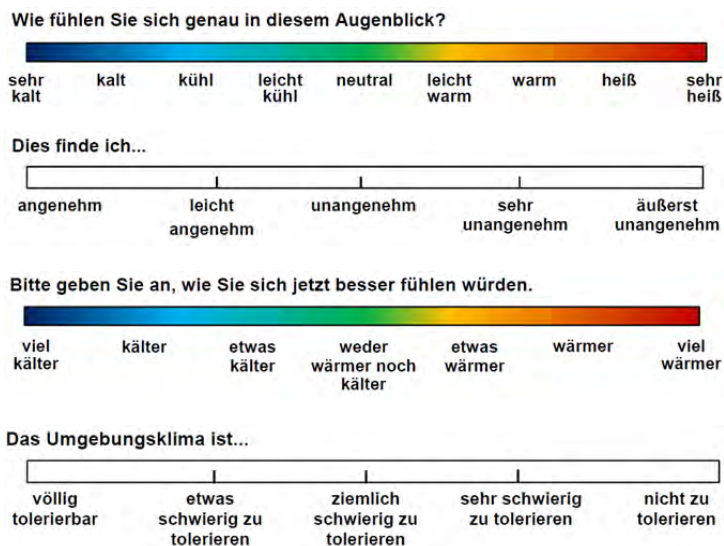 Wie fühlen Sie sich genau in diesem Augenblick?
sehr kalt kalt kühl leicht kühl neutral leicht warm warm heiß sehr heiß
Dies finde ich...
angenehm leicht angenehm unangenehm sehr unangenehm äußerst unangenehm
Bitte geben Sie an, wie Sie sich jetzt besser fühlen würden.
viel kälter kälter etwas kälter weder wärmer noch kälter etwas wärmer wärmer viel wärmer
Das Umgebungsklima ist...
völlig tolerierbar etwas schwierig zu tolerieren ziemlich schwierig zu tolerieren sehr schwierig zu tolerieren nicht zu tolerieren